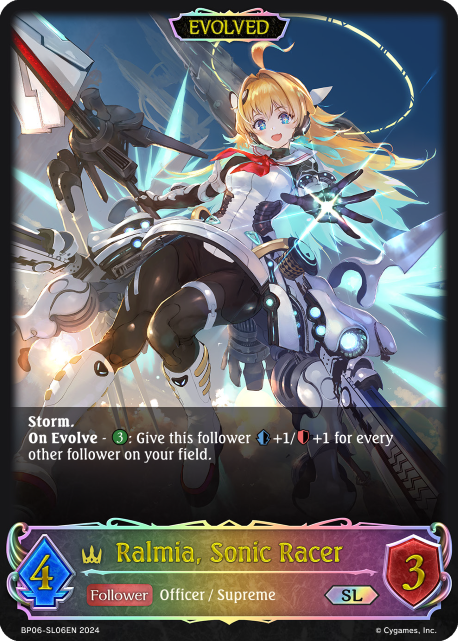 EVOLVED
Storm.
On Evolve - 3: Give this follower +1/+1 for every
other follower on your field.
4
Ralmia, Sonic Racer
3
Follower Officer / Supreme SL
BP06-SL06EN 2024 © Cygames, Inc.